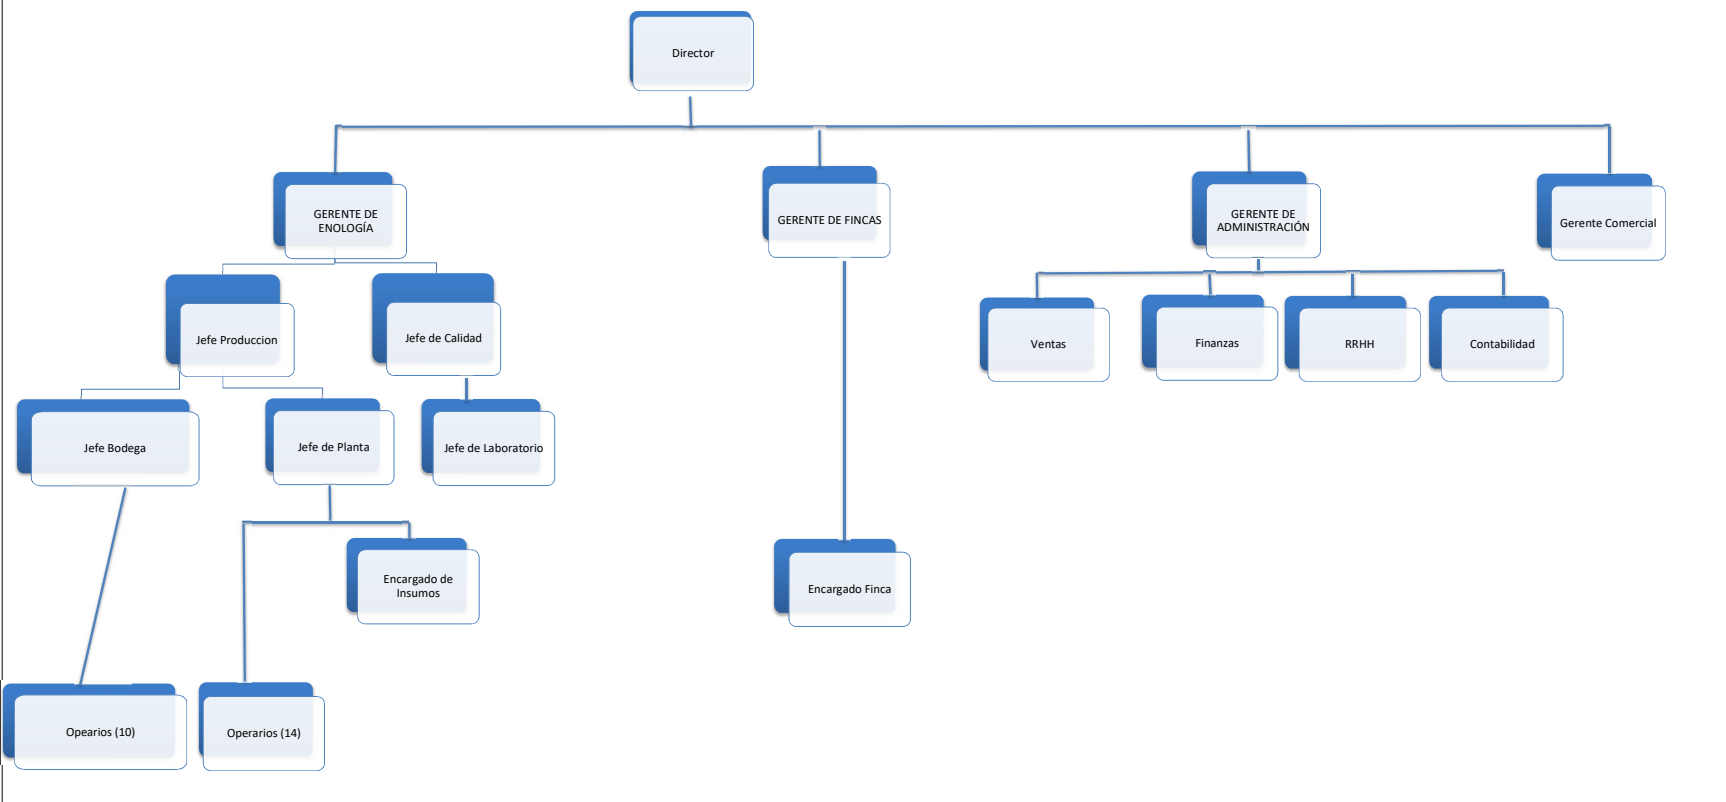 Director
GERENTE DE
ENOLOGÍA
GERENTE DE FINCAS
GERENTE DE
ADMINISTRACIÓN
Gerente Comercial
Jefe Produccion
Jefe de Calidad
Ventas
Finanzas
RRHH
Contabilidad
Jefe Bodega
Jefe de Planta
Jefe de Laboratorio
Encargado de
Insumos
Encargado Finca
Opearios (10)
Operarios (14)